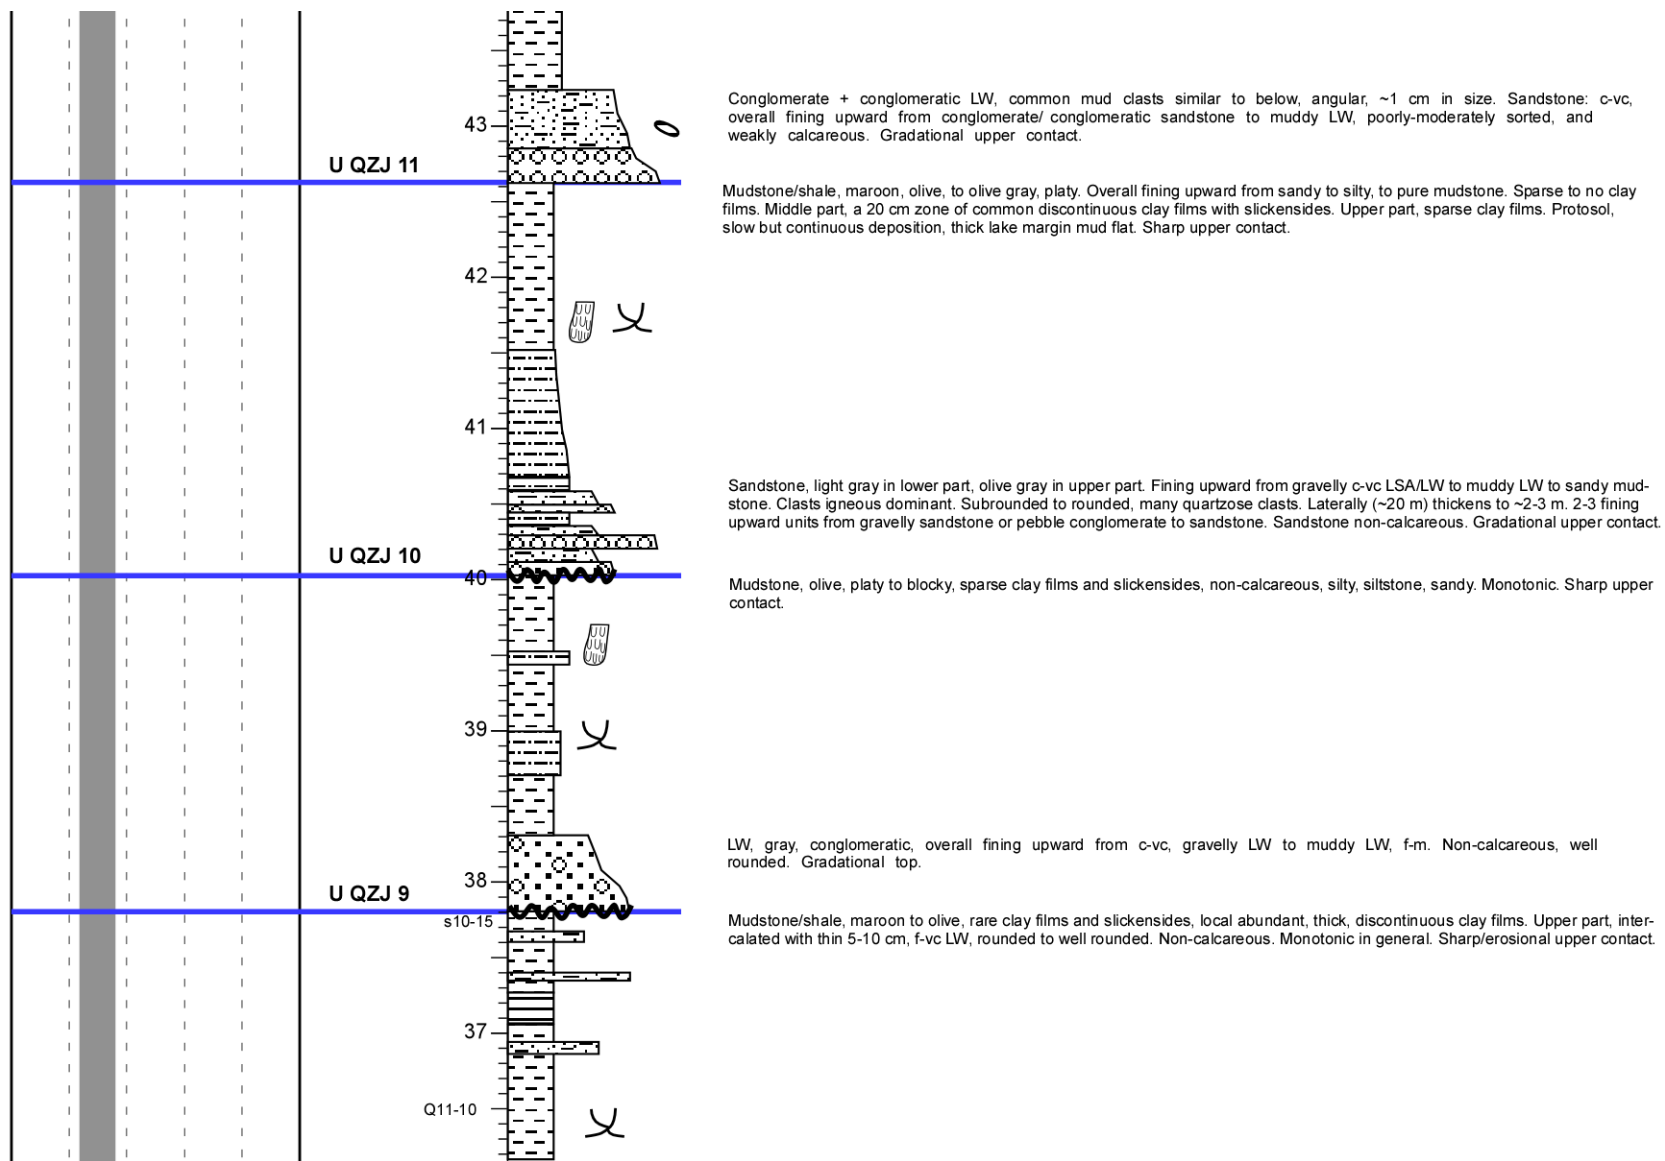 Conglomerate + conglomeratic LW, common mud clasts similar to below, angular, ~1 cm in size. Sandstone: c-vc,
overall fining upward from conglomerate/ conglomeratic sandstone to muddy LW, poorly-moderately sorted, and
weakly calcareous. Gradational upper contact.
43
U QZJ 11
Mudstone/shale, maroon, olive, to olive gray, platy. Overall fining upward from sandy to silty, to pure mudstone. Sparse to no clay
films. Middle part, a 20 cm zone of common discontinuous clay films with slickensides. Upper part, sparse clay films. Protosol,
slow but continuous deposition, thick lake margin mud flat. Sharp upper contact.
42
41
Sandstone, light gray in lower part, olive gray in upper part. Fining upward from gravelly c-vc LSA/LW to muddy LW to sandy mud-
stone. Clasts igneous dominant. Subrounded to rounded, many quartzose clasts. Laterally (~20 m) thickens to ~2-3 m. 2-3 fining
upward units from gravelly sandstone or pebble conglomerate to sandstone. Sandstone non-calcareous. Gradational upper contact.
U QZJ 10
40
Mudstone, olive, platy to blocky, sparse clay films and slickensides, non-calcareous, silty, siltstone, sandy. Monotonic. Sharp upper
contact.
39
LW, gray, conglomeratic, overall fining upward from c-vc, gravelly LW to muddy LW, f-m. Non-calcareous, well
rounded. Gradational top.
38
U QZJ 9
s10-15
Mudstone/shale, maroon to olive, rare clay films and slickensides, local abundant, thick, discontinuous clay films. Upper part, inter-
calated with thin 5-10 cm, f-vc LW, rounded to well rounded. Non-calcareous. Monotonic in general. Sharp/erosional upper contact.
37
Q11-10